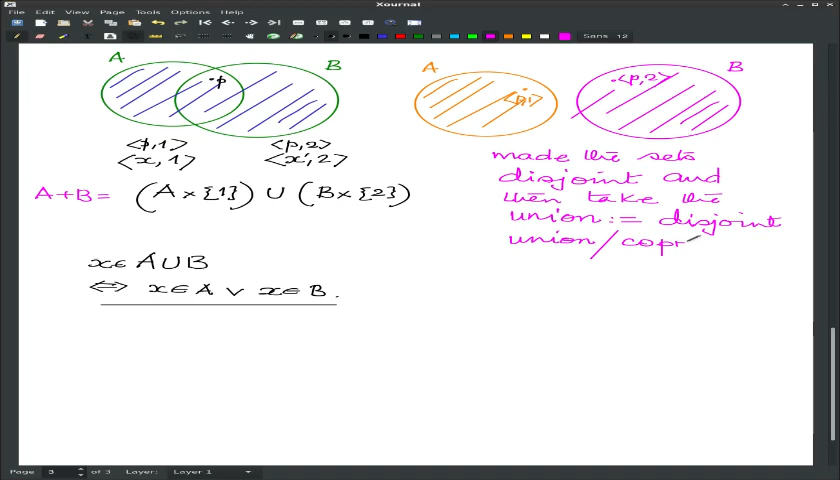 Xournal
File Edit View Page Tools Options Help
Sans 12
A B A B
p <p,1> <p,2>
<p,1> <p,2>
<x,1> <x',2>
A+B= (A × {1}) ∪ (B × {2})
x∈ A∪B
⇔ x∈A ∨ x∈B.
made the sets
disjoint and
then take the
union := disjoint
union/copr
Page 3 of 3 Layer: Layer 1